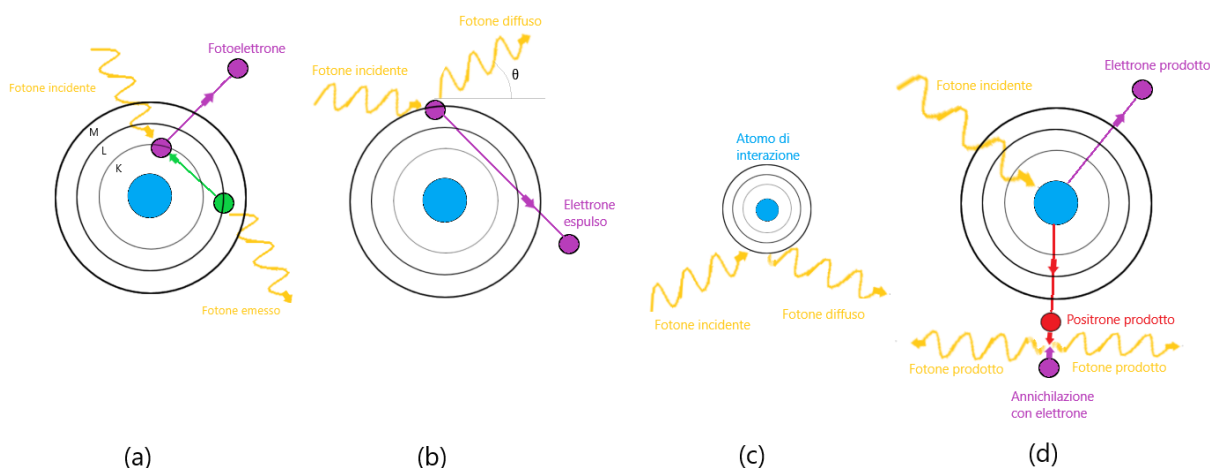 Fotoelettrone
Fotone incidente
M
L
K
Fotone emesso
(a)
Fotone diffuso
Fotone incidente
θ
Elettrone
espulso
(b)
Atomo di
interazione
Fotone incidente
Fotone diffuso
(c)
Elettrone prodotto
Fotone incidente
Positrone prodotto
Fotone prodotto
Fotone prodotto
Annichilazione
con elettrone
(d)